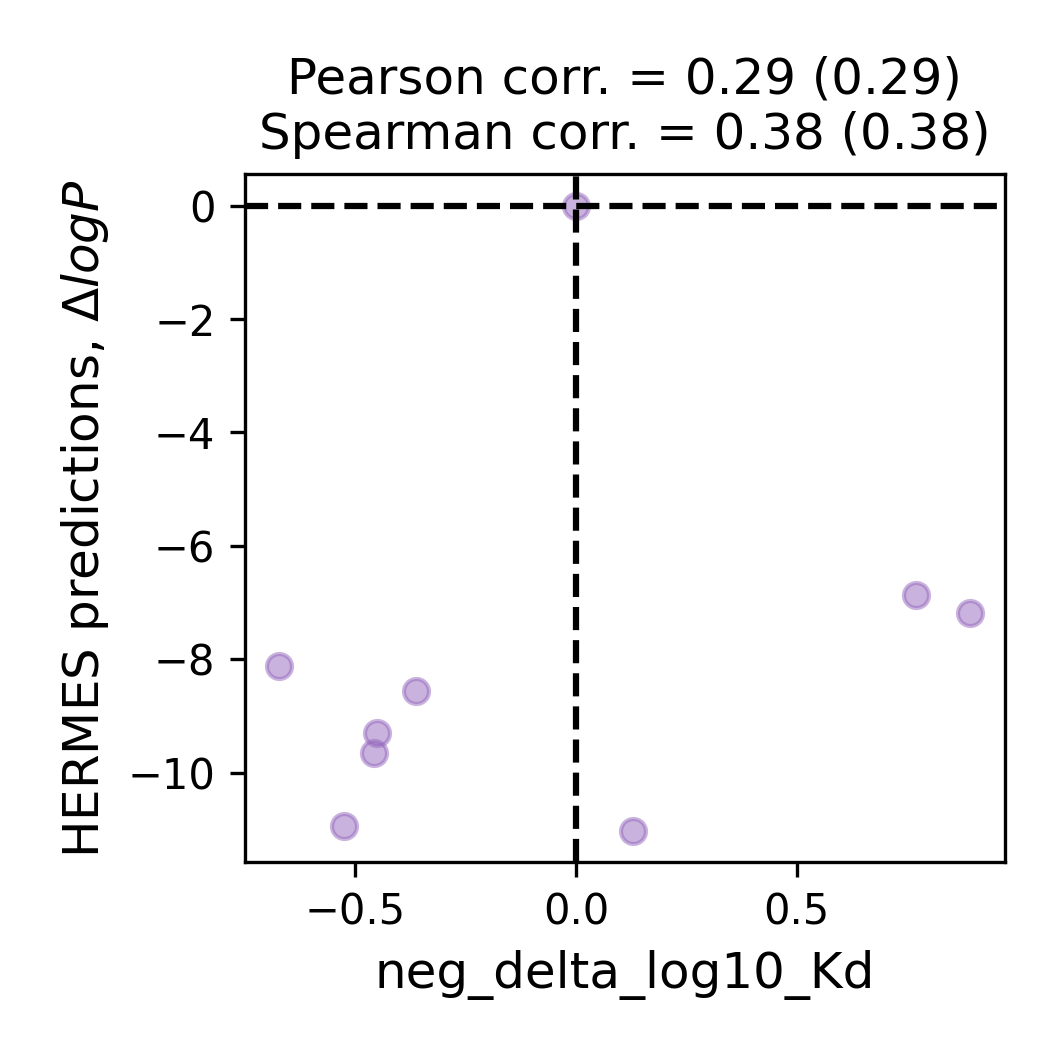 Pearson corr. = 0.29 (0.29)
Spearman corr. = 0.38 (0.38)
HERMES predictions, ΔlogP
0
−2
−4
−6
−8
−10
−0.5
0.0
0.5
neg_delta_log10_Kd